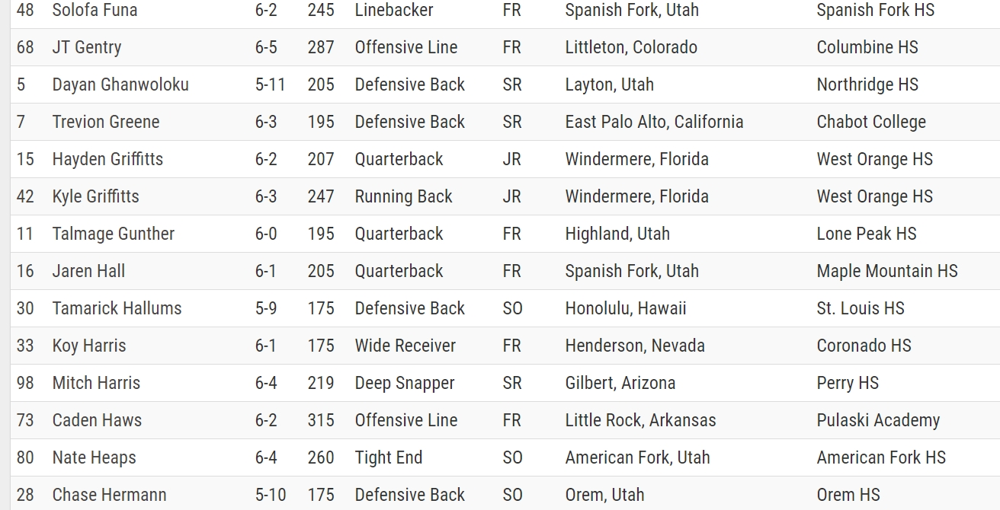 48 Solofa Funa 6-2 245 Linebacker FR Spanish Fork, Utah Spanish Fork HS
68 JT Gentry 6-5 287 Offensive Line FR Littleton, Colorado Columbine HS
5 Dayan Ghanwoloku 5-11 205 Defensive Back SR Layton, Utah Northridge HS
7 Trevion Greene 6-3 195 Defensive Back SR East Palo Alto, California Chabot College
15 Hayden Griffitts 6-2 207 Quarterback JR Windermere, Florida West Orange HS
42 Kyle Griffitts 6-3 247 Running Back JR Windermere, Florida West Orange HS
11 Talmage Gunther 6-0 195 Quarterback FR Highland, Utah Lone Peak HS
16 Jaren Hall 6-1 205 Quarterback FR Spanish Fork, Utah Maple Mountain HS
30 Tamarick Hallums 5-9 175 Defensive Back SO Honolulu, Hawaii St. Louis HS
33 Koy Harris 6-1 175 Wide Receiver FR Henderson, Nevada Coronado HS
98 Mitch Harris 6-4 219 Deep Snapper SR Gilbert, Arizona Perry HS
73 Caden Haws 6-2 315 Offensive Line FR Little Rock, Arkansas Pulaski Academy
80 Nate Heaps 6-4 260 Tight End SO American Fork, Utah American Fork HS
28 Chase Hermann 5-10 175 Defensive Back SO Orem, Utah Orem HS